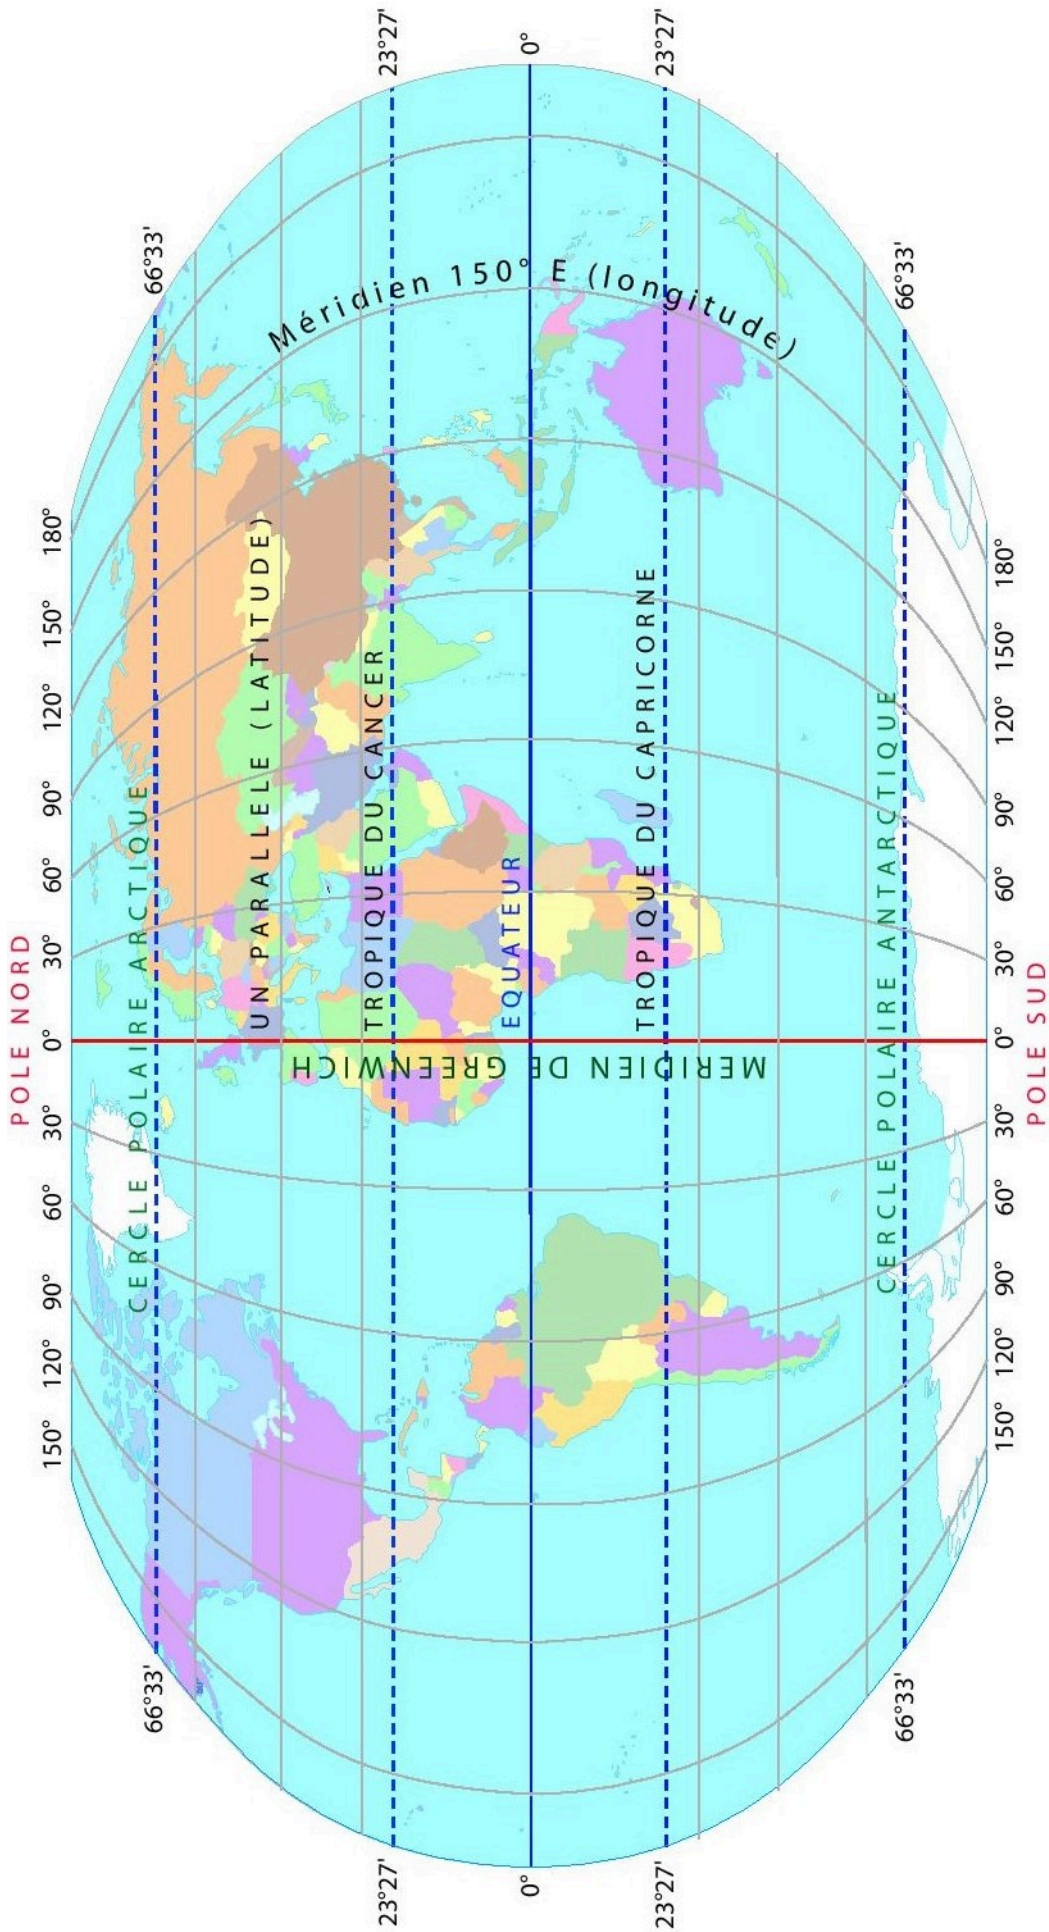 POLE NORD
150° 120° 90° 60° 30° 0° 30° 60° 90° 120° 150° 180°
CERCLE POLAIRE ARCTIQUE
66°33' 66°33'
UN PARALLELE (LATITUDE)
Méridien 150° E (longitude)
MERIDIEN DE GREENWICH
TROPIQUE DU CANCER
23°27' 23°27'
EQUATEUR
0° 0°
TROPIQUE DU CAPRICORNE
23°27' 23°27'
CERCLE POLAIRE ANTARCTIQUE
66°33' 66°33'
150° 120° 90° 60° 30° 0° 30° 60° 90° 120° 150° 180°
POLE SUD